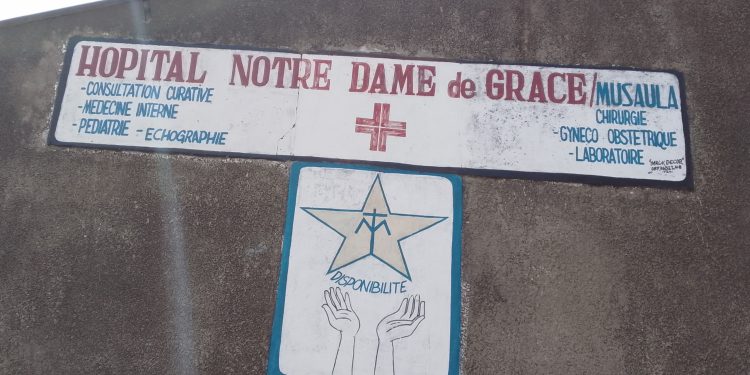 HOPITAL NOTRE DAME de GRACE/MUSAULA
-CONSULTATION CURATIVE
-MEDECINE INTERNE
-PEDIATRIE - ECHOGRAPHIE
CHIRURGIE
-GYNECO OBSTETRIQUE
-LABORATOIRE
DISPONIBILITE